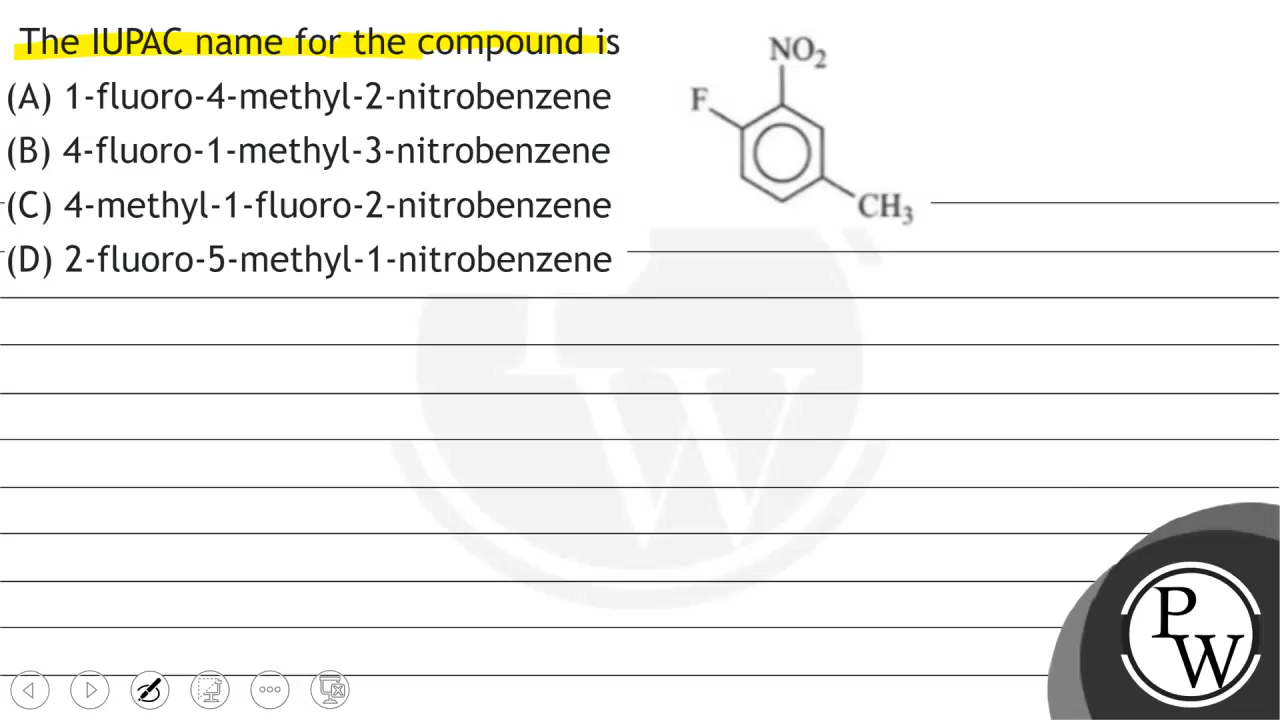 The IUPAC name for the compound is
(A) 1-fluoro-4-methyl-2-nitrobenzene
(B) 4-fluoro-1-methyl-3-nitrobenzene
(C) 4-methyl-1-fluoro-2-nitrobenzene
(D) 2-fluoro-5-methyl-1-nitrobenzene
NO₂
F
CH₃
PW